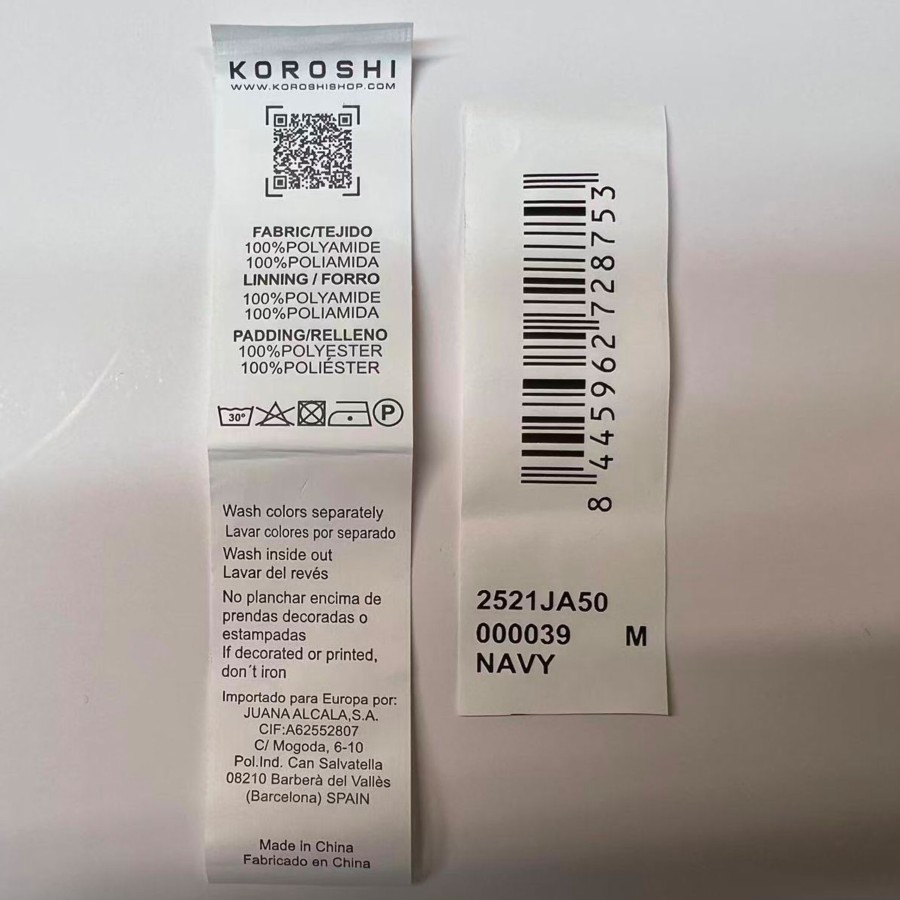 KOROSHI
WWW.KOROSHISHOP.COM
FABRIC/TEJIDO
100%POLYAMIDE
100%POLIAMIDA
LINNING / FORRO
100%POLYAMIDE
100%POLIAMIDA
PADDING/RELLENO
100%POLYESTER
100%POLIÉSTER
30° P
Wash colors separately
Lavar colores por separado
Wash inside out
Lavar del revés
No planchar encima de
prendas decoradas o
estampadas
If decorated or printed,
don´t iron
Importado para Europa por:
JUANA ALCALA,S.A.
CIF:A62552807
C/ Mogoda, 6-10
Pol.Ind. Can Salvatella
08210 Barberà del Vallès
(Barcelona) SPAIN
Made in China
Fabricado en China
8 445962 728753
2521JA50
000039 M
NAVY